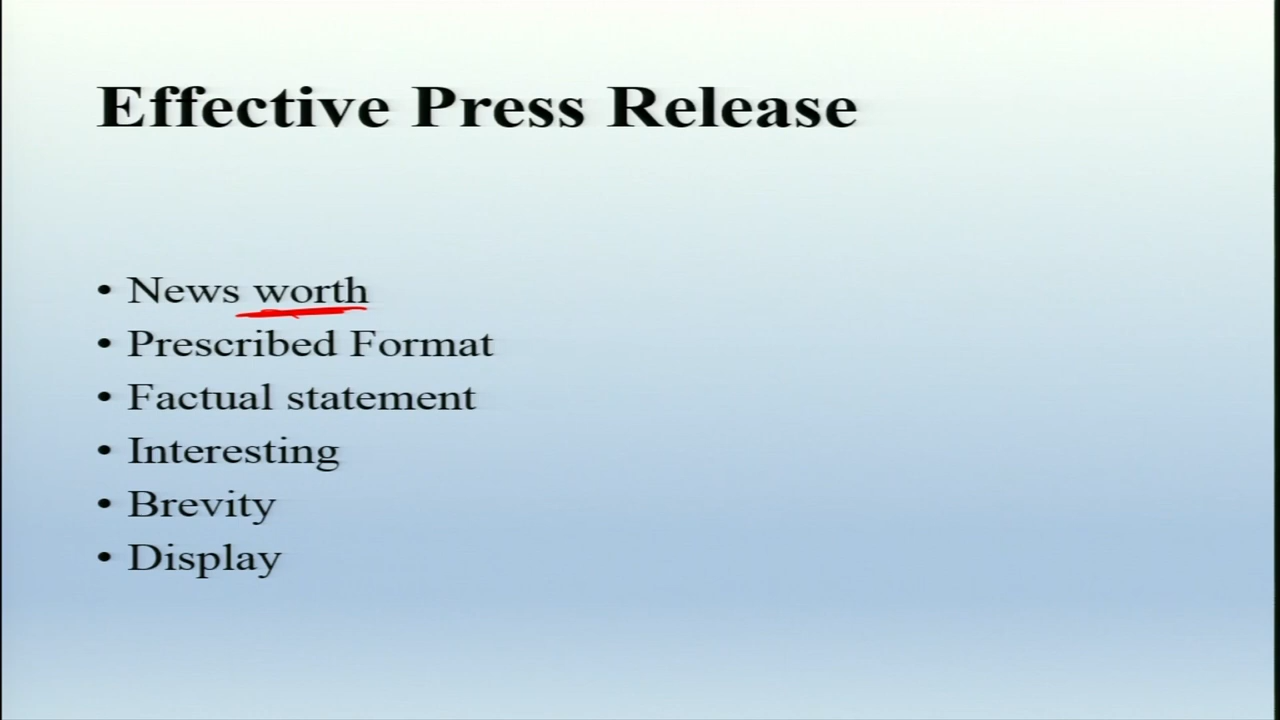 Effective Press Release
• News worth
• Prescribed Format
• Factual statement
• Interesting
• Brevity
• Display